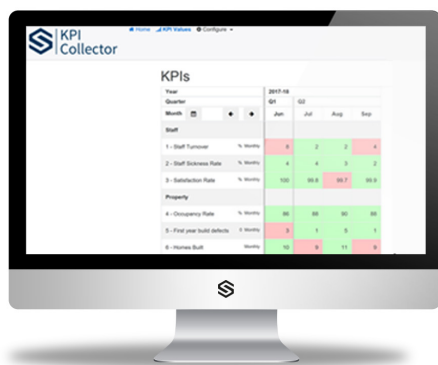 KPI
Collector
Home KPI Values Configure
KPIs
Year 2017-18
Quarter Q1 Q2
Month Jun Jul Aug Sep
Staff
1 - Staff Turnover % Monthly 8 2 2 4
2 - Staff Sickness Rate % Monthly 4 4 3 2
3 - Satisfaction Rate % Monthly 100 99.8 99.7 99.9
Property
4 - Occupancy Rate % Monthly 86 88 90 88
5 - First year build defects Monthly 3 1 5 1
6 - Homes Built Monthly 10 9 11 9